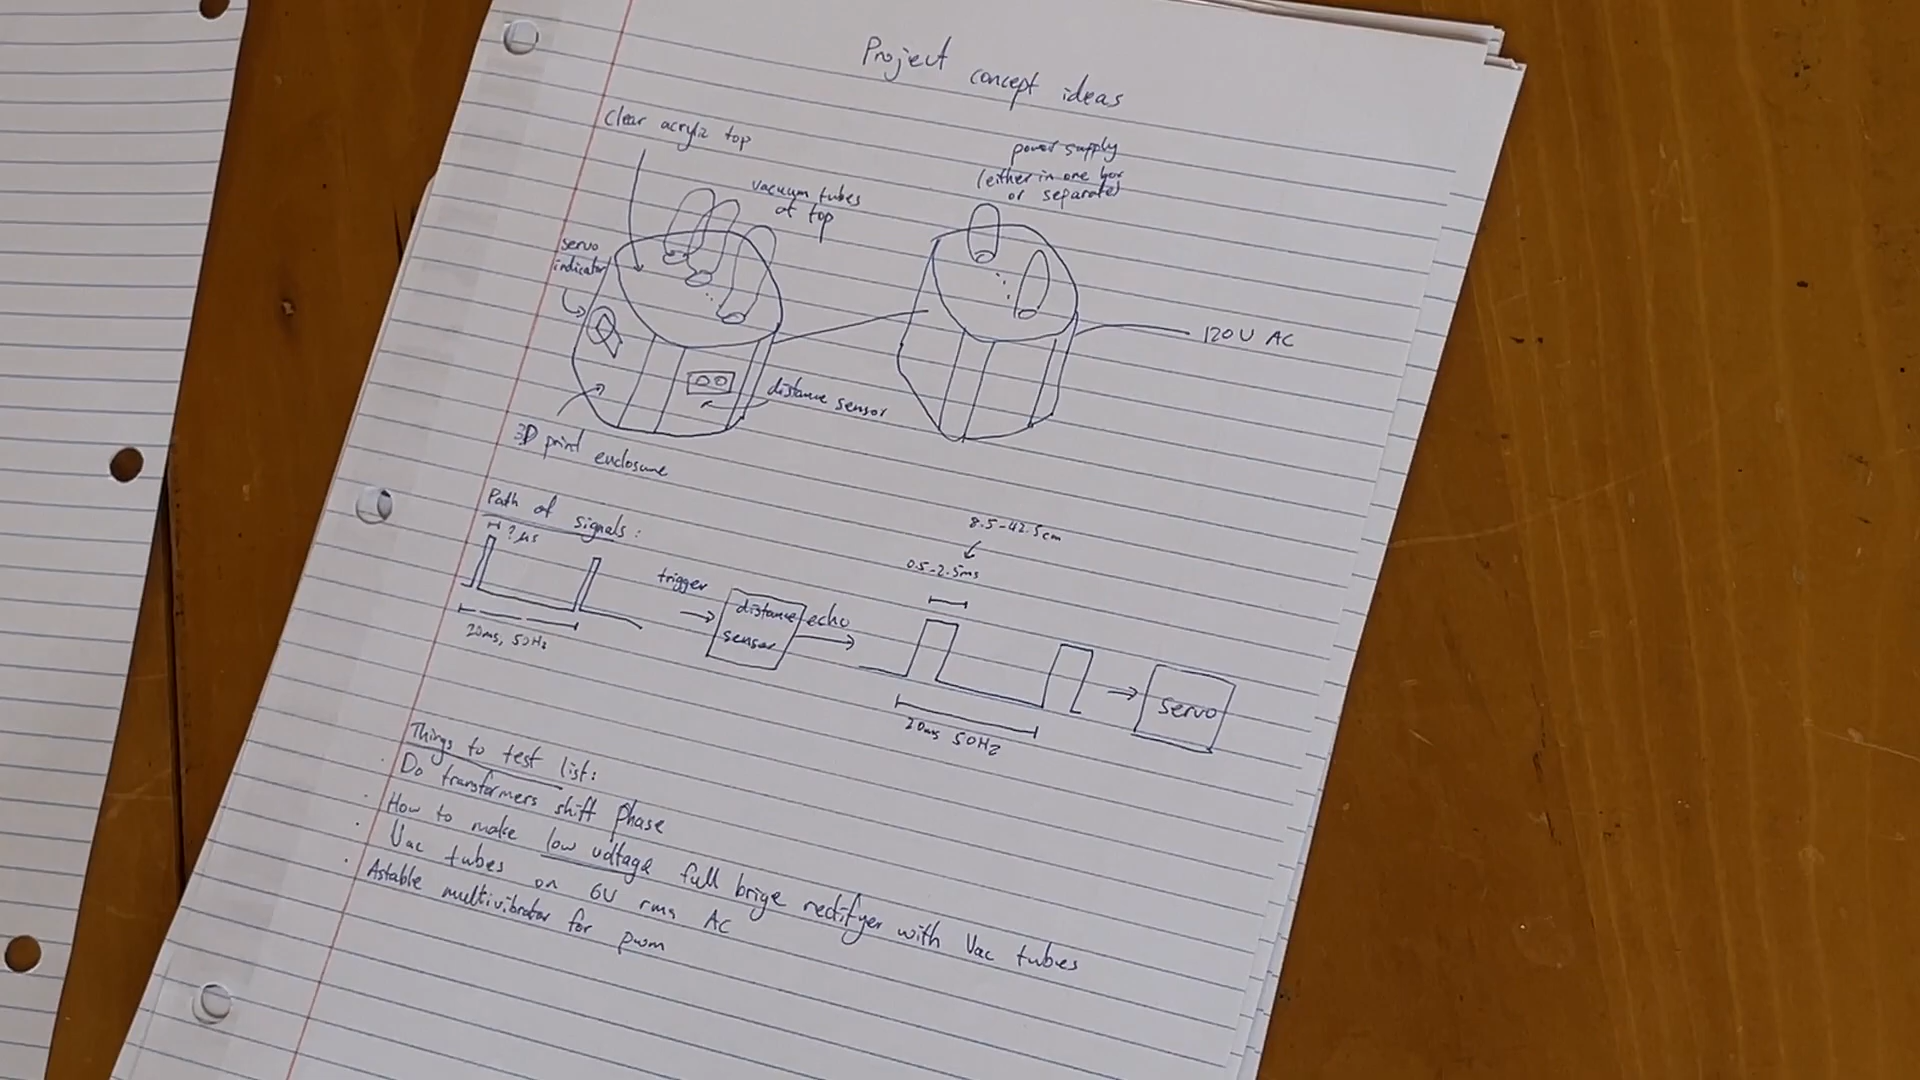 Project concept ideas
clear acrylic top
power supply
(either in one box
or separate)
vacuum tubes
at top
servo
indicator
120V AC
distance sensor
3D print enclosure
Path of signals:
? µs
8.5-42.5cm
0.5-2.5ms
trigger
distance
sensor
echo
20ms, 50Hz
servo
20ms 50Hz
Things to test list:
· Do transformers shift phase
· How to make low voltage full brige rectifyer with Vac tubes
· Vac tubes on 6V rms AC
· Astable multivibrator for pwm